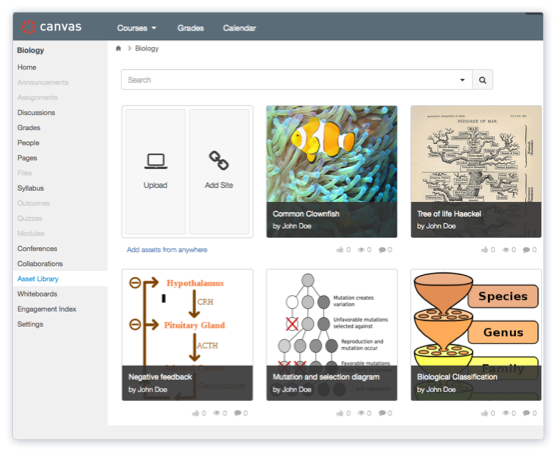 canvas
Courses
Grades
Calendar
Biology
Home
Announcements
Assignments
Discussions
Grades
People
Pages
Files
Syllabus
Outcomes
Quizzes
Modules
Conferences
Collaborations
Asset Library
Whiteboards
Engagement Index
Settings
> Biology
Search
Upload
Add Site
Add assets from anywhere
Common Clownfish
by John Doe
0 0 0
PEDIGREE OF MAN.
Tree of life Haeckel
by John Doe
0 0 0
Hypothalamus
CRH
Pituitary Gland
ACTH
Negative feedback
by John Doe
0 0 0
Mutation creates
variation
Unfavorable mutations
selected against
Reproduction and
mutation occur
Favorable mutations
Mutation and selection diagram
by John Doe
0 0 0
Species
Genus
Family
Biological Classification
by John Doe
0 0 0